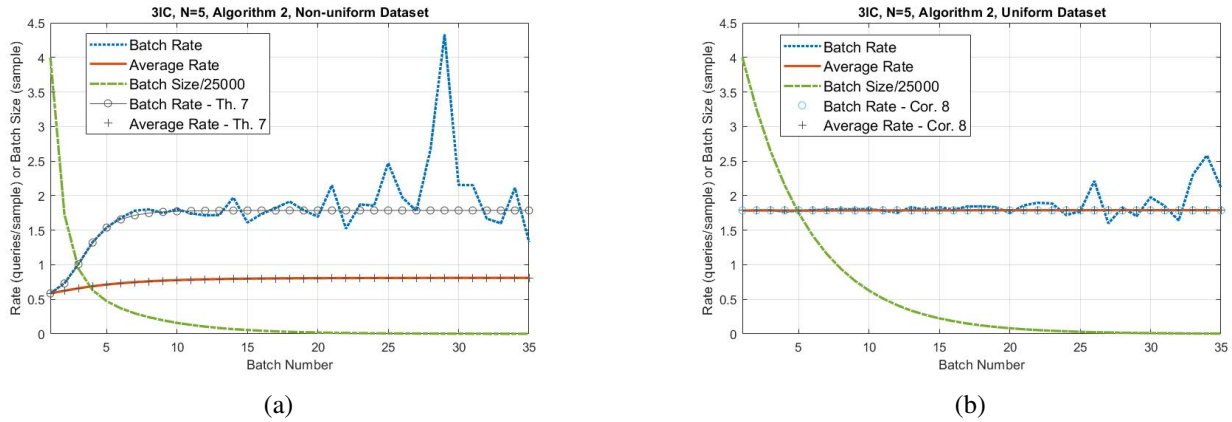 3IC, N=5, Algorithm 2, Non-uniform Dataset
Rate (queries/sample) or Batch Size (sample)
4.5
4
3.5
3
2.5
2
1.5
1
0.5
0
Batch Rate
Average Rate
Batch Size/25000
Batch Rate - Th. 7
Average Rate - Th. 7
5 10 15 20 25 30 35
Batch Number
(a)
3IC, N=5, Algorithm 2, Uniform Dataset
Rate (queries/sample) or Batch Size (sample)
4.5
4
3.5
3
2.5
2
1.5
1
0.5
0
Batch Rate
Average Rate
Batch Size/25000
Batch Rate - Cor. 8
Average Rate - Cor. 8
5 10 15 20 25 30 35
Batch Number
(b)